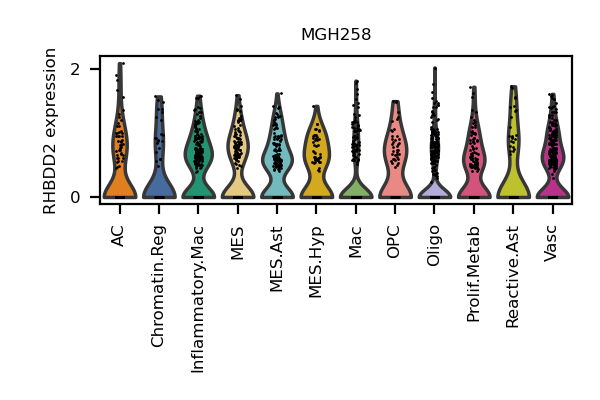 MGH258
RHBDD2 expression
2
0
AC
Chromatin.Reg
Inflammatory.Mac
MES
MES.Ast
MES.Hyp
Mac
OPC
Oligo
Prolif.Metab
Reactive.Ast
Vasc